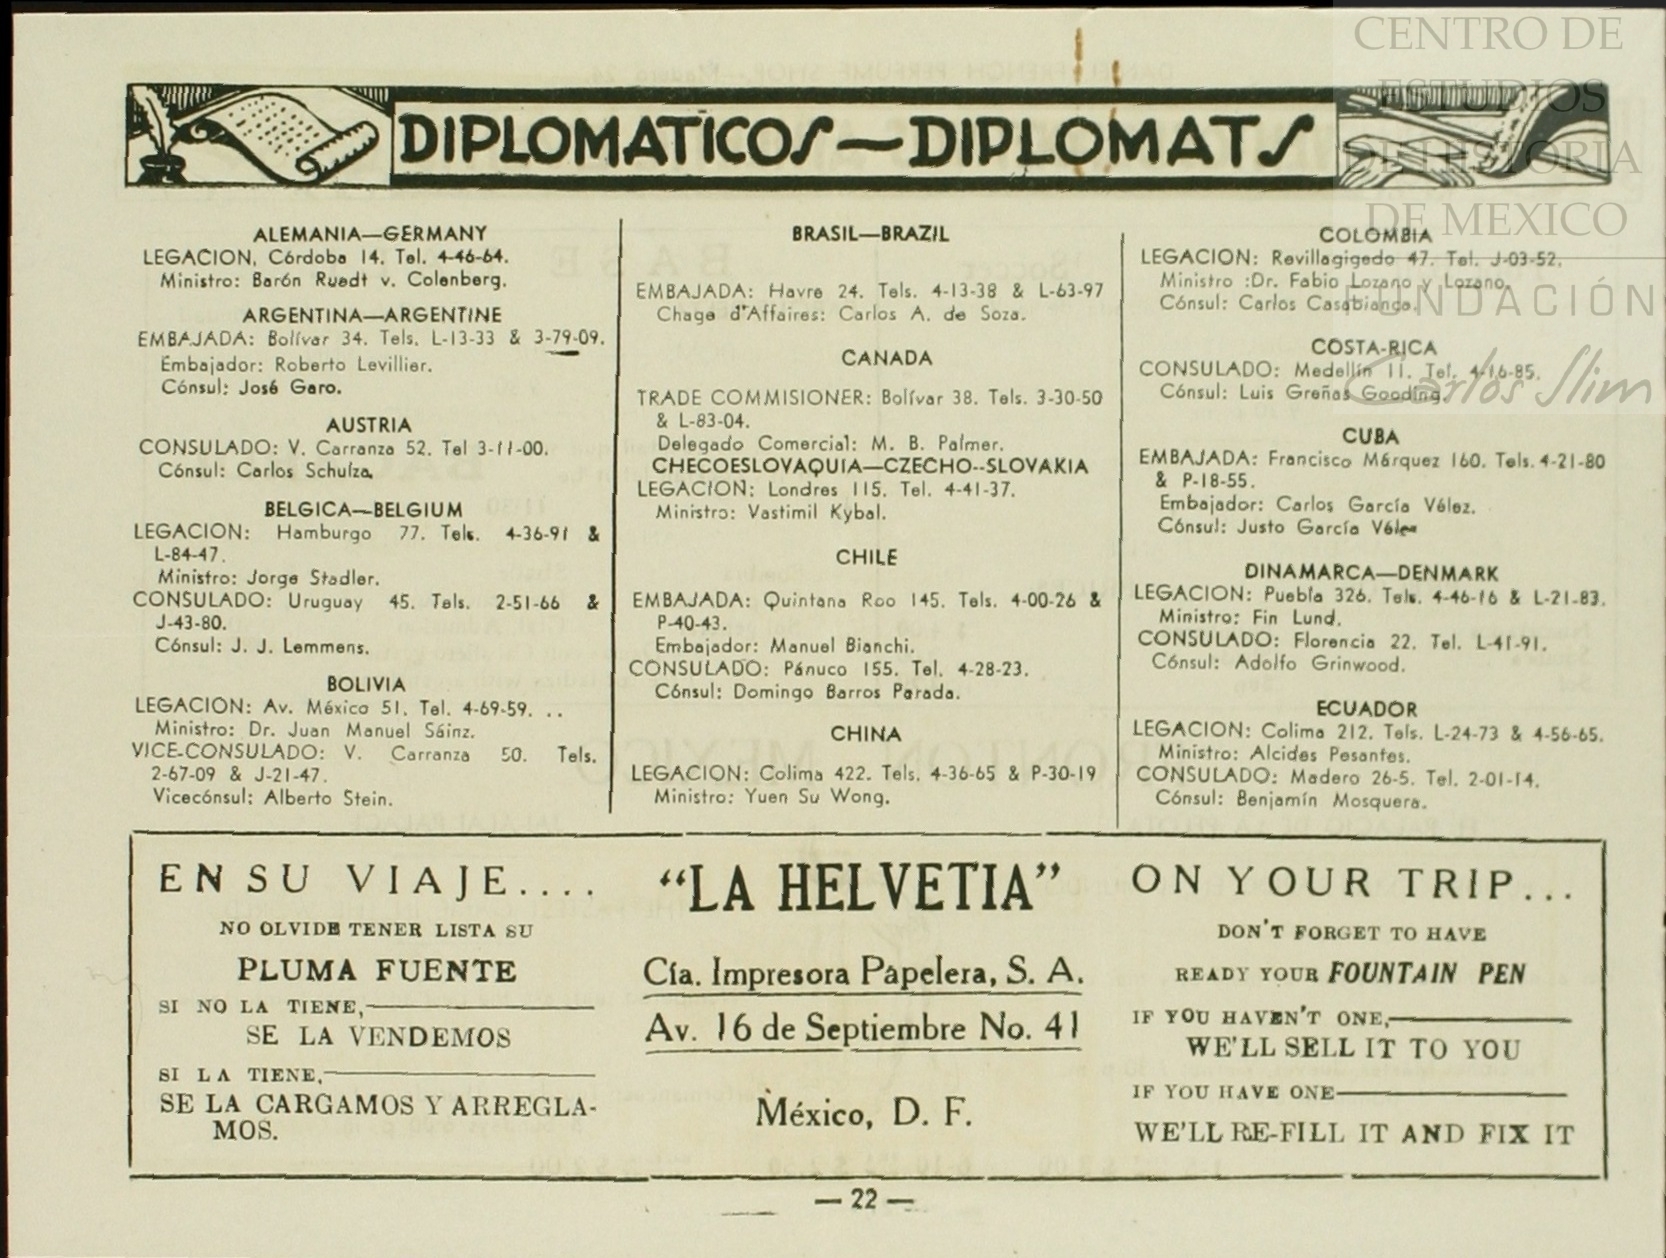 CENTRO DE
ESTUDIOS
DE HISTORIA
DE MEXICO
FUNDACIÓN
Carlos Slim
DIPLOMATICOS—DIPLOMATS
ALEMANIA—GERMANY
LEGACION, Córdoba 14. Tel. 4-46-64.
Ministro: Barón Ruedt v. Colenberg.
ARGENTINA—ARGENTINE
EMBAJADA: Bolívar 34. Tels. L-13-33 & 3-79-09.
Embajador: Roberto Levillier.
Cónsul: José Garo.
AUSTRIA
CONSULADO: V. Carranza 52. Tel 3-11-00.
Cónsul: Carlos Schulza.
BELGICA—BELGIUM
LEGACION: Hamburgo 77. Tels. 4-36-91 &
L-84-47.
Ministro: Jorge Stadler.
CONSULADO: Uruguay 45. Tels. 2-51-66 &
J-43-80.
Cónsul: J. J. Lemmens.
BOLIVIA
LEGACION: Av. México 51. Tel. 4-69-59. ..
Ministro: Dr. Juan Manuel Sáinz.
VICE-CONSULADO: V. Carranza 50. Tels.
2-67-09 & J-21-47.
Vicecónsul: Alberto Stein.
BRASIL—BRAZIL
EMBAJADA: Havre 24. Tels. 4-13-38 & L-63-97
Chage d'Affaires: Carlos A. de Soza.
CANADA
TRADE COMMISIONER: Bolívar 38. Tels. 3-30-50
& L-83-04.
Delegado Comercial: M. B. Palmer.
CHECOESLOVAQUIA—CZECHO--SLOVAKIA
LEGACION: Londres 115. Tel. 4-41-37.
Ministro: Vastimil Kybal.
CHILE
EMBAJADA: Quintana Roo 145. Tels. 4-00-26 &
P-40-43.
Embajador: Manuel Bianchi.
CONSULADO: Pánuco 155. Tel. 4-28-23.
Cónsul: Domingo Barros Parada.
CHINA
LEGACION: Colima 422. Tels. 4-36-65 & P-30-19
Ministro: Yuen Su Wong.
COLOMBIA
LEGACION: Revillagigedo 47. Tel. J-03-52.
Ministro :Dr. Fabio Lozano y Lozano.
Cónsul: Carlos Casabianca.
COSTA-RICA
CONSULADO: Medellín 11. Tel. 4-16-85.
Cónsul: Luis Greñas Gooding.
CUBA
EMBAJADA: Francisco Márquez 160. Tels. 4-21-80
& P-18-55.
Embajador: Carlos García Vélez.
Cónsul: Justo García Vélez
DINAMARCA—DENMARK
LEGACION: Puebla 326. Tels. 4-46-16 & L-21-83.
Ministro: Fin Lund.
CONSULADO: Florencia 22. Tel. L-41-91.
Cónsul: Adolfo Grinwood.
ECUADOR
LEGACION: Colima 212. Tels. L-24-73 & 4-56-65.
Ministro: Alcides Pesantes.
CONSULADO: Madero 26-5. Tel. 2-01-14.
Cónsul: Benjamín Mosquera.
EN SU VIAJE....
NO OLVIDE TENER LISTA SU
PLUMA FUENTE
SI NO LA TIENE,
SE LA VENDEMOS
SI LA TIENE,
SE LA CARGAMOS Y ARREGLA-
MOS.
"LA HELVETIA"
Cía. Impresora Papelera, S. A.
Av. 16 de Septiembre No. 41
México, D. F.
ON YOUR TRIP...
DON'T FORGET TO HAVE
READY YOUR FOUNTAIN PEN
IF YOU HAVEN'T ONE,
WE'LL SELL IT TO YOU
IF YOU HAVE ONE
WE'LL RE-FILL IT AND FIX IT
— 22 —